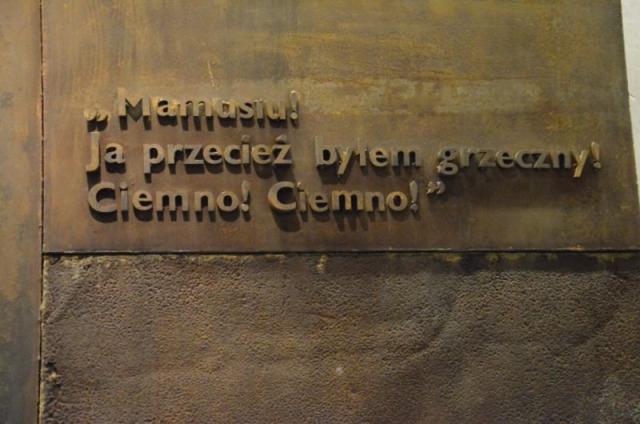 „Mamusiu!
Ja przecież byłem grzeczny!
Ciemno! Ciemno!”